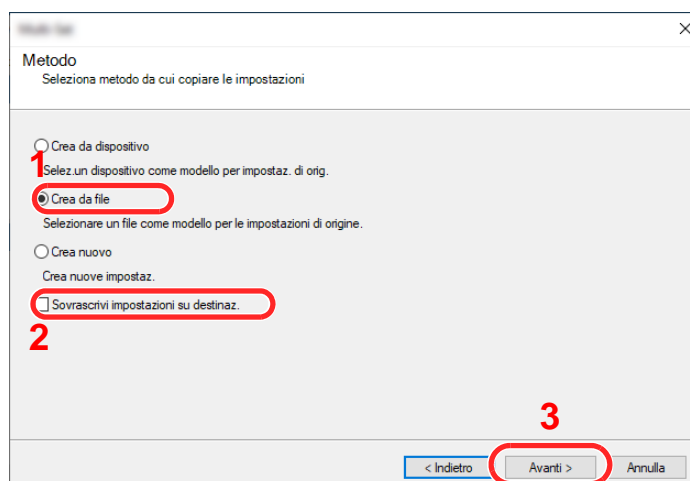 Metodo
Seleziona metodo da cui copiare le impostazioni
Crea da dispositivo
1
Selez.un dispositivo come modello per impostaz. di orig.
Crea da file
Selezionare un file come modello per le impostazioni di origine.
Crea nuovo
Crea nuove impostaz.
Sovrascrivi impostazioni su destinaz.
2
3
< Indietro Avanti > Annulla